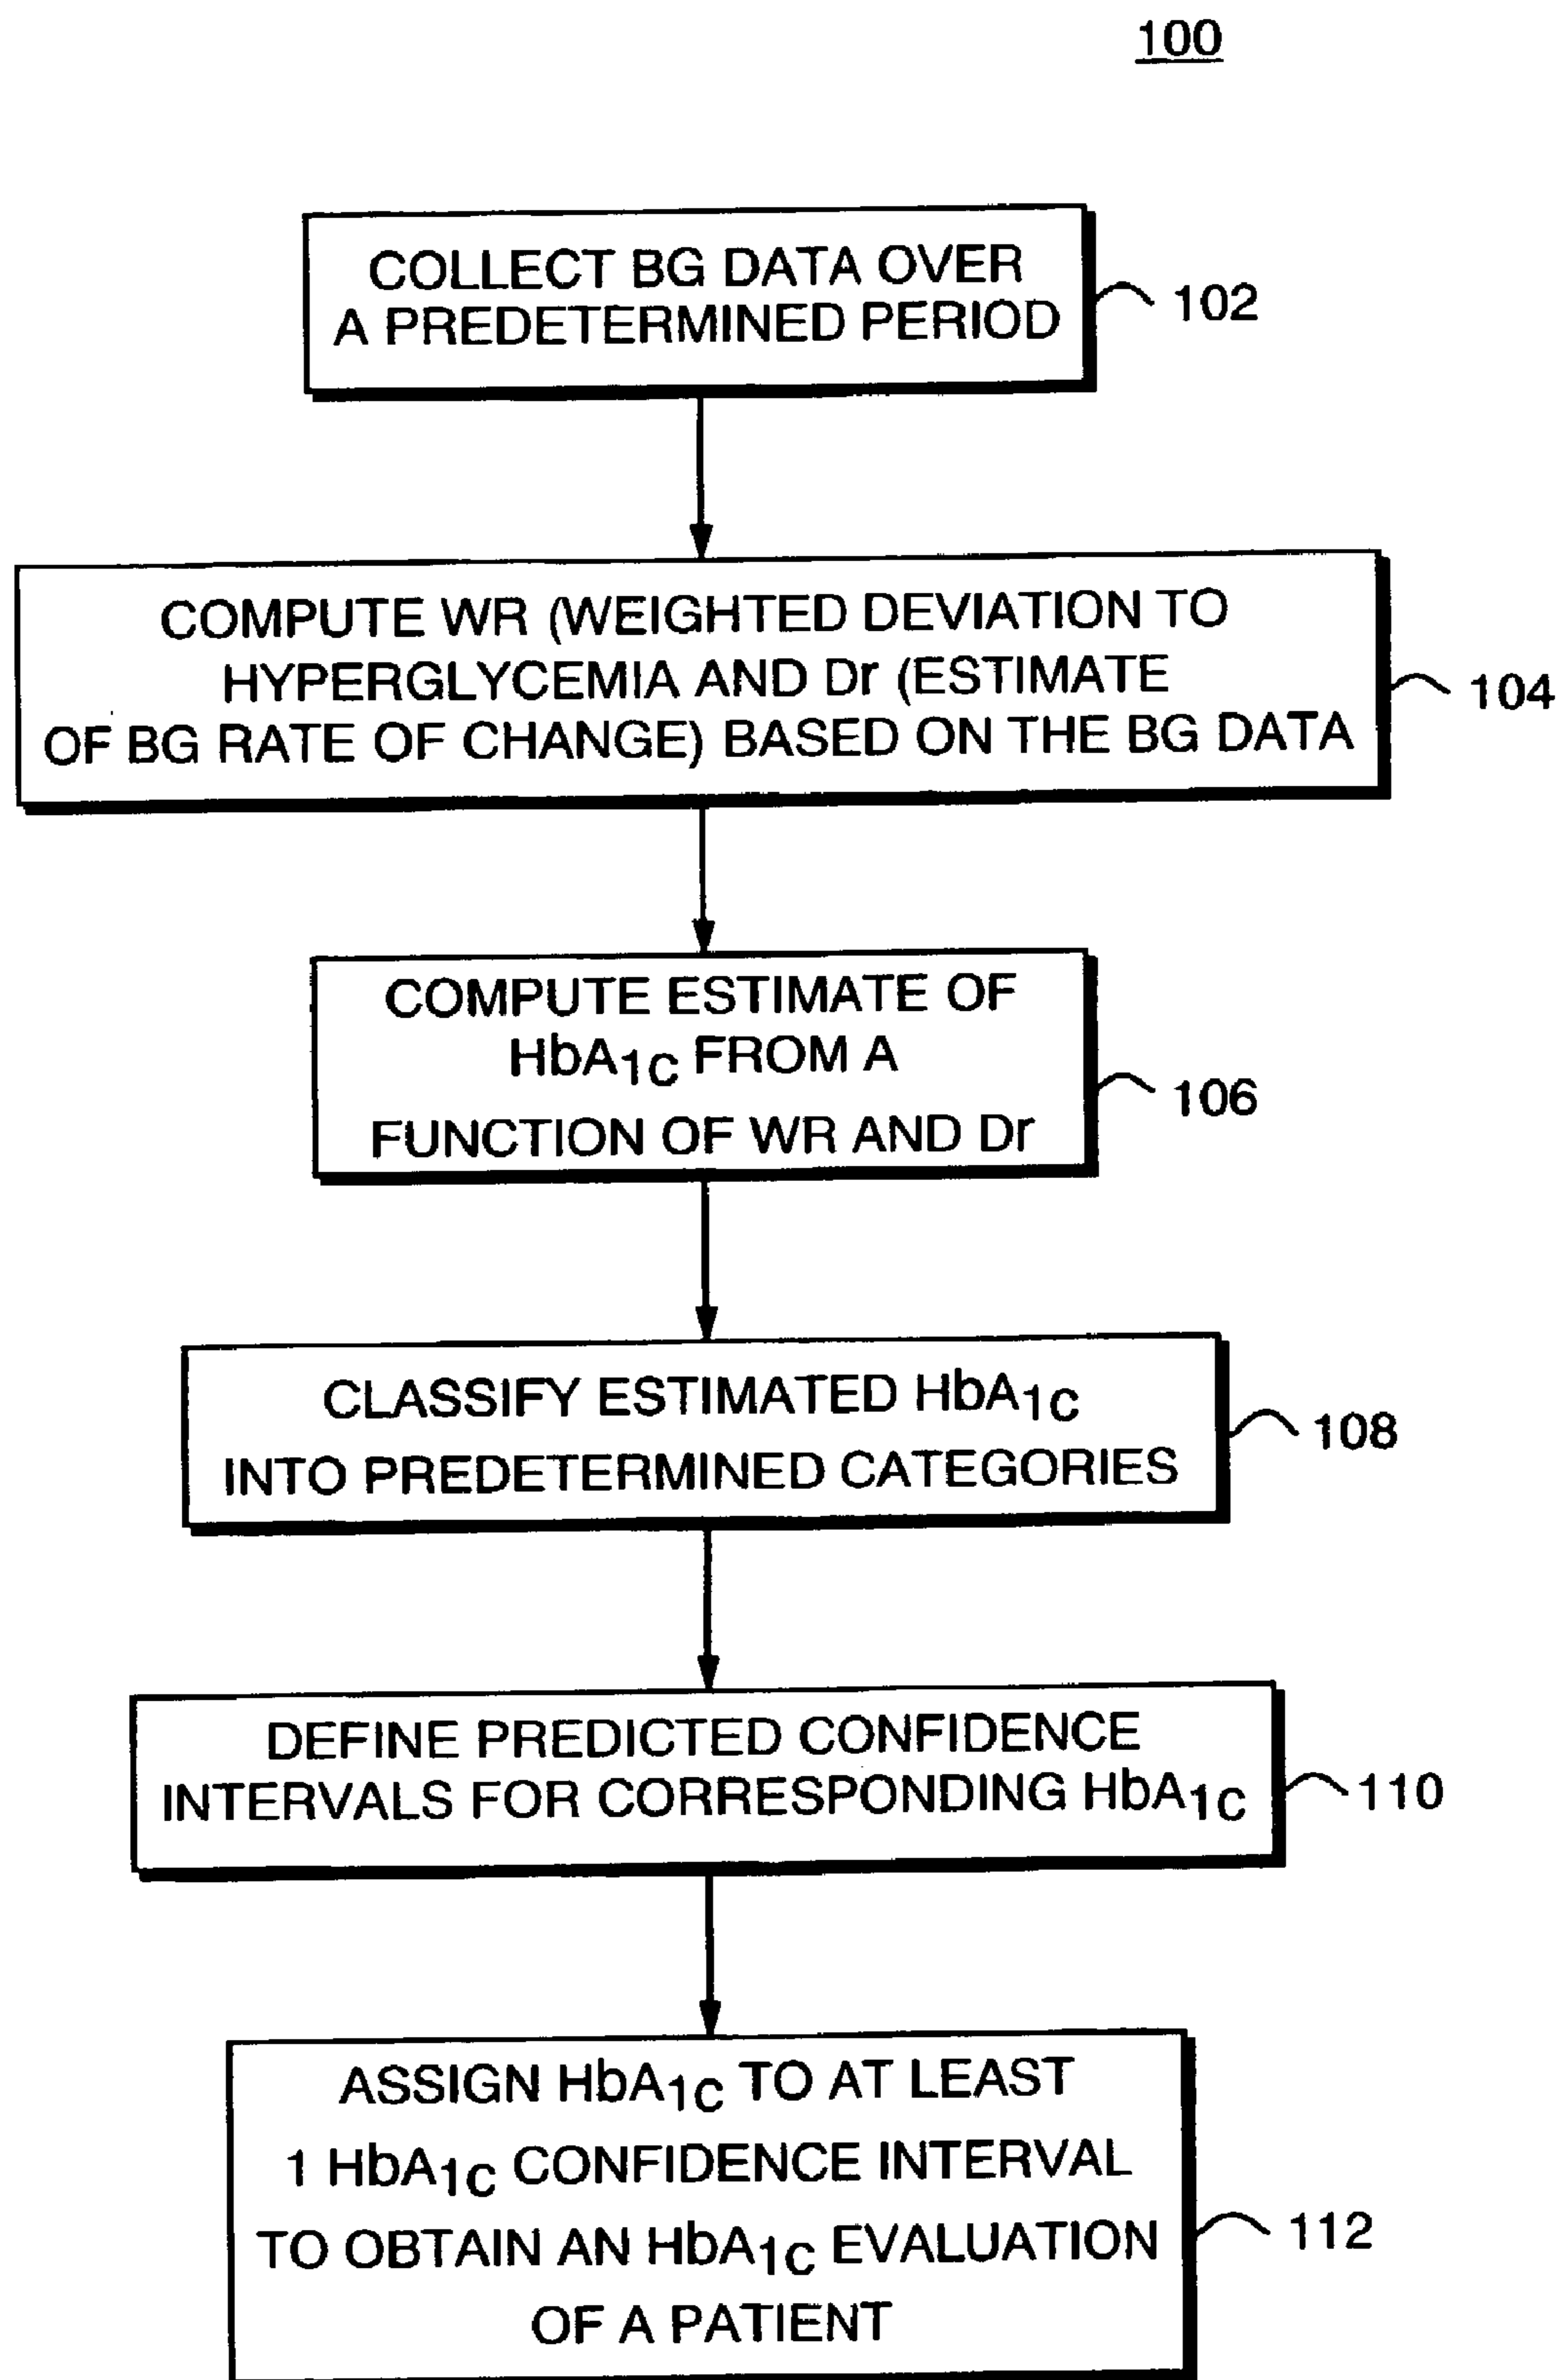 100
COLLECT BG DATA OVER
A PREDETERMINED PERIOD
102
COMPUTE WR (WEIGHTED DEVIATION TO
HYPERGLYCEMIA AND Dr (ESTIMATE
OF BG RATE OF CHANGE) BASED ON THE BG DATA
104
COMPUTE ESTIMATE OF
HbA1C FROM A
FUNCTION OF WR AND Dr
106
CLASSIFY ESTIMATED HbA1C
INTO PREDETERMINED CATEGORIES
108
DEFINE PREDICTED CONFIDENCE
INTERVALS FOR CORRESPONDING HbA1C
110
ASSIGN HbA1C TO AT LEAST
1 HbA1C CONFIDENCE INTERVAL
TO OBTAIN AN HbA1C EVALUATION
OF A PATIENT
112